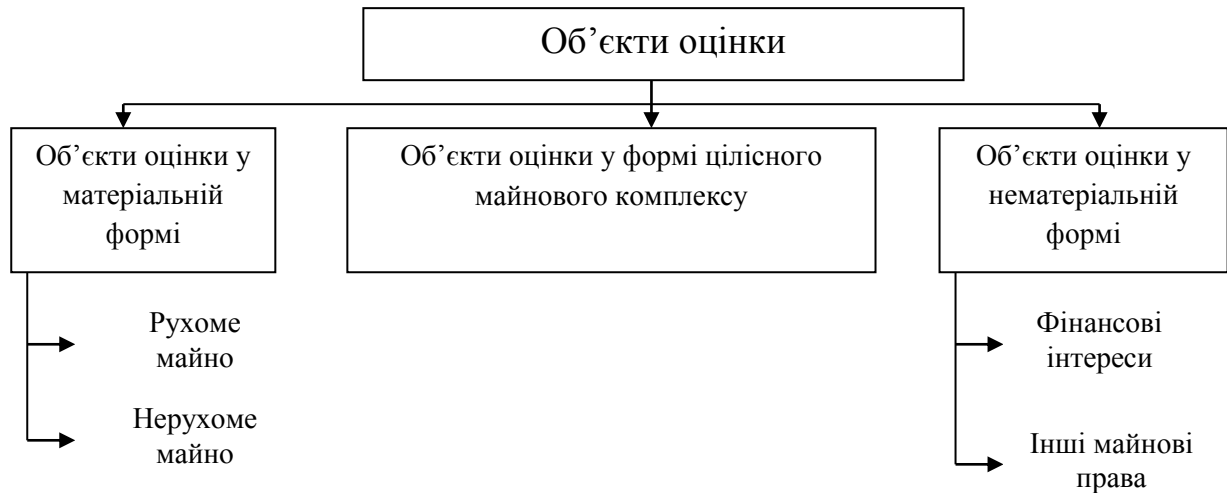 Об’єкти оцінки
Об’єкти оцінки у
матеріальній
формі
Об’єкти оцінки у формі цілісного
майнового комплексу
Об’єкти оцінки у
нематеріальній
формі
Рухоме
майно
Нерухоме
майно
Фінансові
інтереси
Інші майнові
права